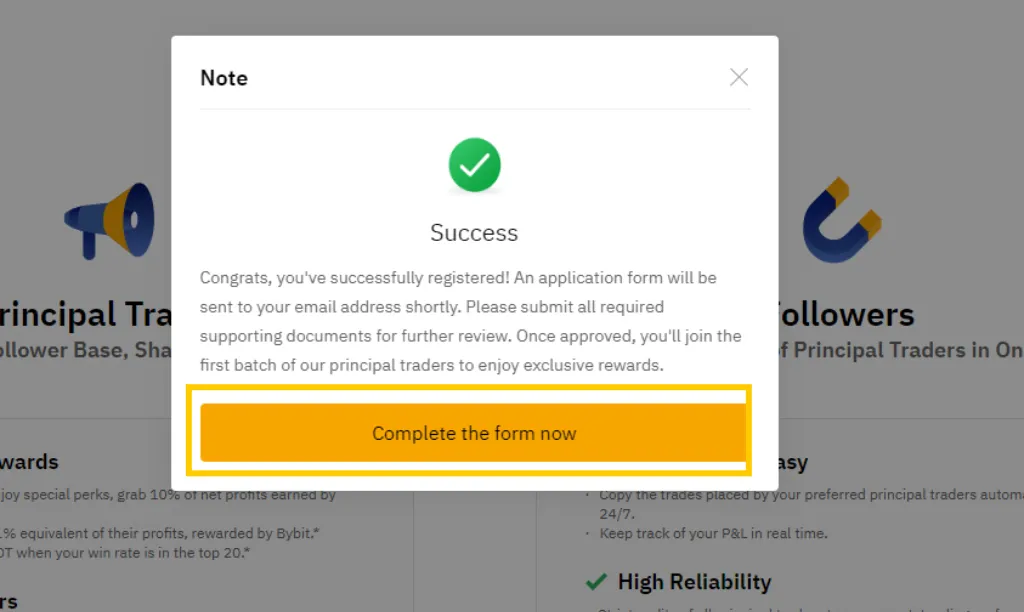 Note
Success
Congrats, you've successfully registered! An application form will be
sent to your email address shortly. Please submit all required
supporting documents for further review. Once approved, you'll join the
first batch of our principal traders to enjoy exclusive rewards.
Complete the form now
rincipal Tra
ollower Base, Sha
wards
joy special perks, grab 10% of net profits earned by
1% equivalent of their profits, rewarded by Bybit.*
OT when your win rate is in the top 20.*
rs
ollowers
of Principal Traders in On
asy
· Copy the trades placed by your preferred principal traders automa
24/7.
· Keep track of your P&L in real time.
High Reliability